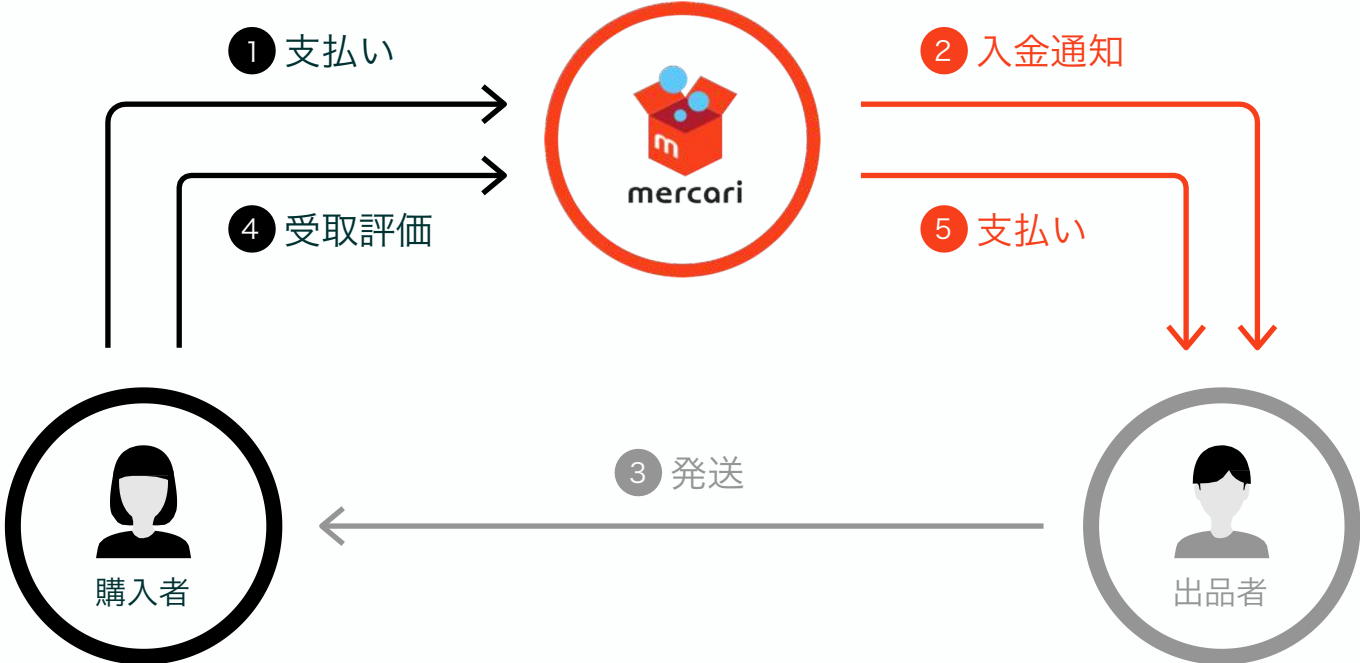 1 支払い
2 入金通知
m
mercari
4 受取評価
5 支払い
3 発送
購入者
出品者